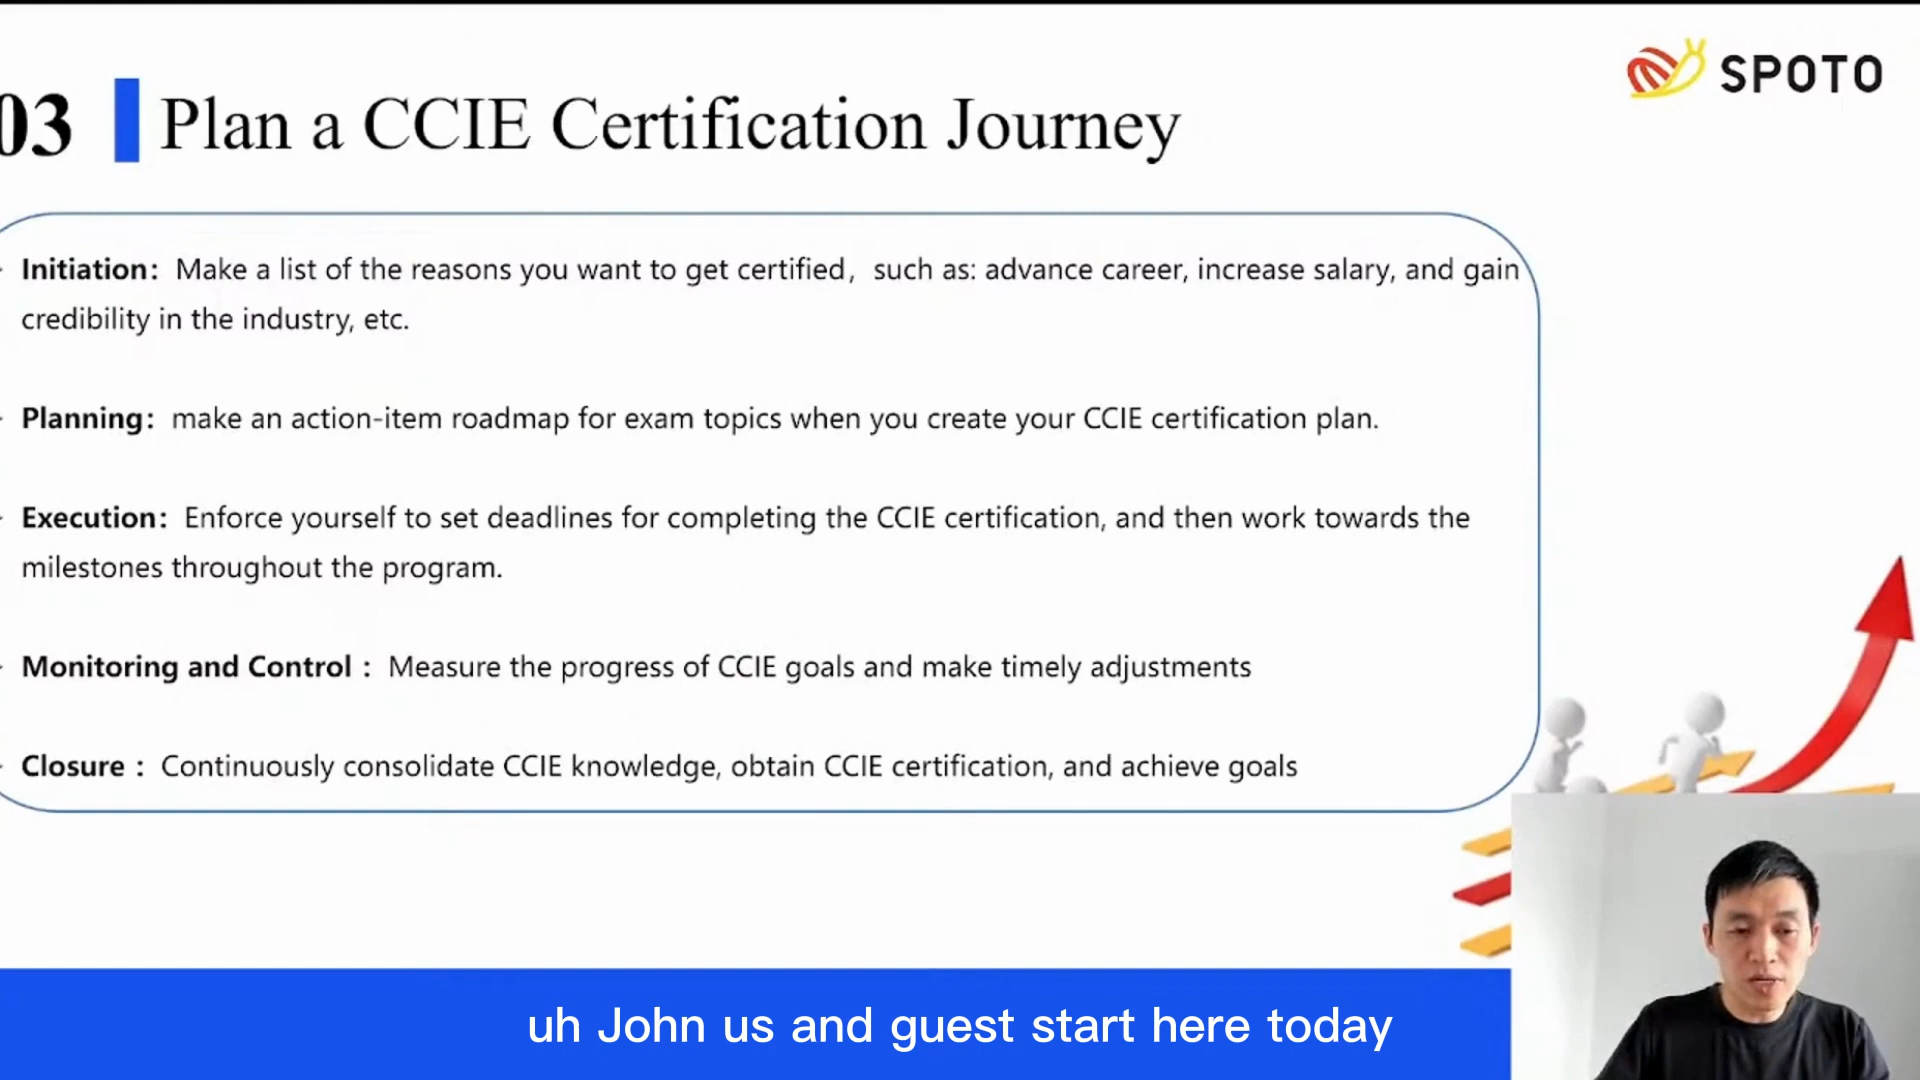 SPOTO
03 Plan a CCIE Certification Journey
Initiation: Make a list of the reasons you want to get certified, such as: advance career, increase salary, and gain
credibility in the industry, etc.
Planning: make an action-item roadmap for exam topics when you create your CCIE certification plan.
Execution: Enforce yourself to set deadlines for completing the CCIE certification, and then work towards the
milestones throughout the program.
Monitoring and Control : Measure the progress of CCIE goals and make timely adjustments
Closure : Continuously consolidate CCIE knowledge, obtain CCIE certification, and achieve goals
uh John us and guest start here today